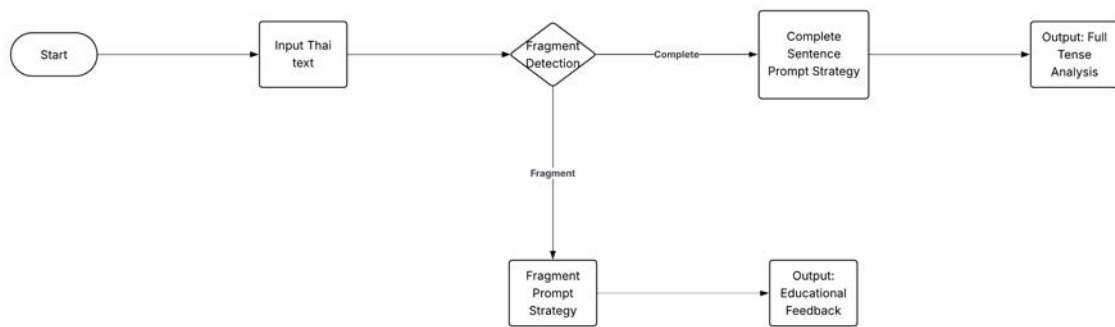 Start
Input Thai
text
Fragment
Detection
Complete
Complete
Sentence
Prompt Strategy
Output: Full
Tense
Analysis
Fragment
Fragment
Prompt
Strategy
Output:
Educational
Feedback